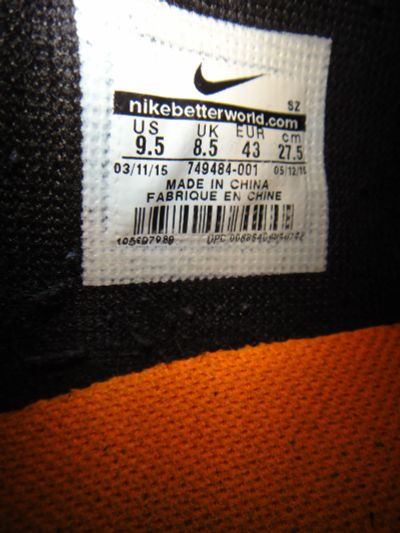 SZ
nikebetterworld.com
US UK EUR cm
9.5 8.5 43 27.5
03/11/15 749484-001 05/12/15
MADE IN CHINA
FABRIQUE EN CHINE
UPC